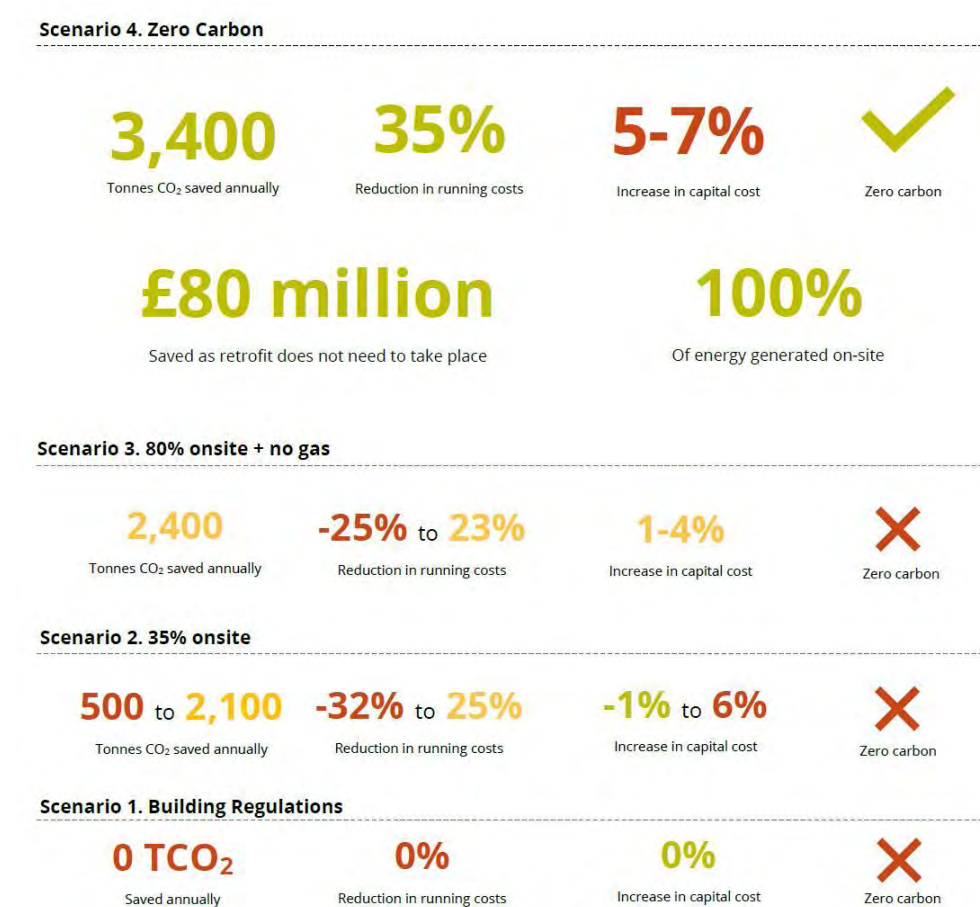 Scenario 4. Zero Carbon
3,400 35% 5-7%
Tonnes CO₂ saved annually Reduction in running costs Increase in capital cost Zero carbon
£80 million 100%
Saved as retrofit does not need to take place Of energy generated on-site
Scenario 3. 80% onsite + no gas
2,400 -25% to 23% 1-4%
Tonnes CO₂ saved annually Reduction in running costs Increase in capital cost Zero carbon
Scenario 2. 35% onsite
500 to 2,100 -32% to 25% -1% to 6%
Tonnes CO₂ saved annually Reduction in running costs Increase in capital cost Zero carbon
Scenario 1. Building Regulations
0 TCO₂ 0% 0%
Saved annually Reduction in running costs Increase in capital cost Zero carbon